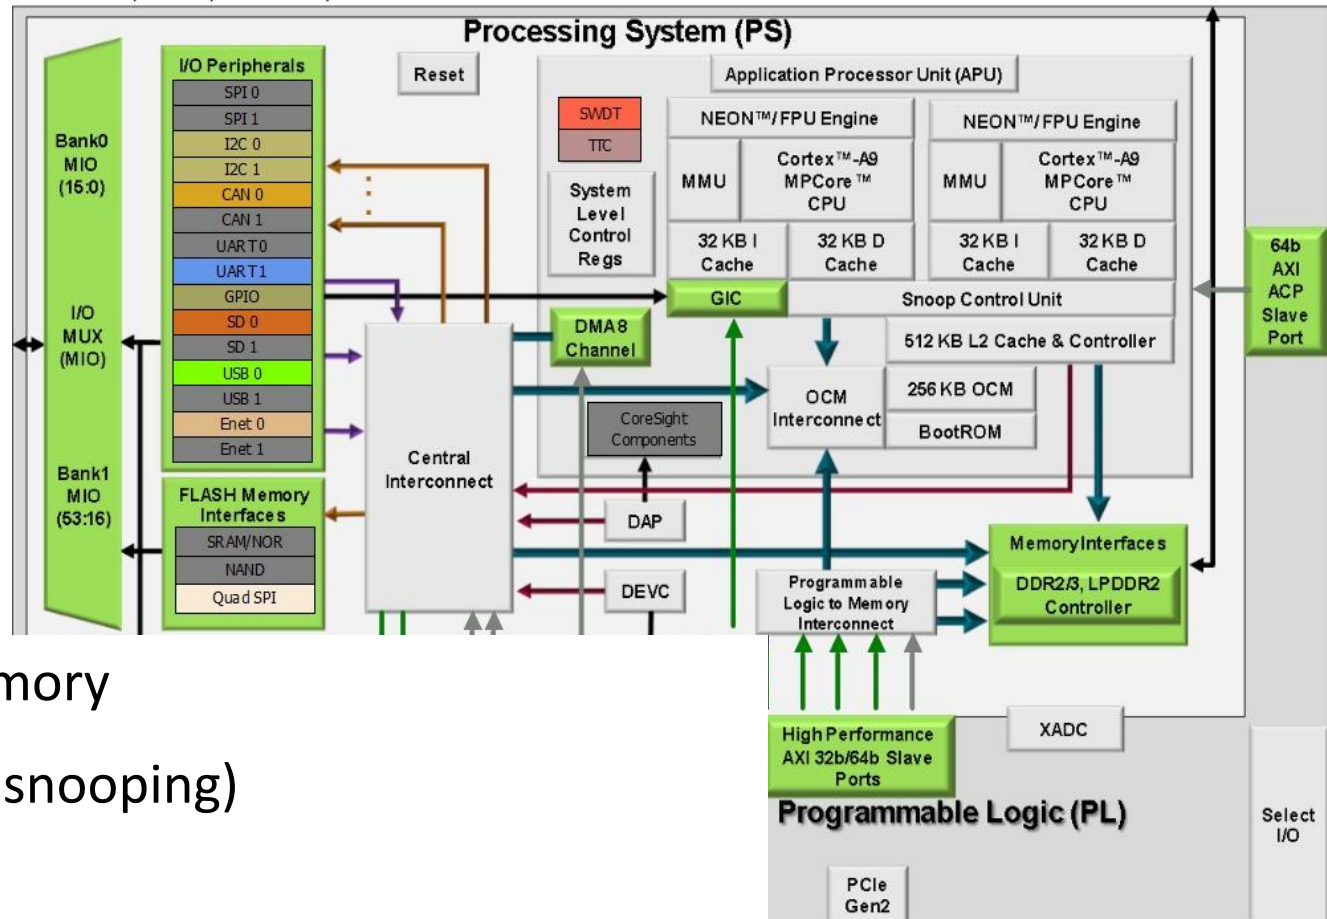 Processing System (PS)
I/O Peripherals
SPI 0
SPI 1
I2C 0
I2C 1
CAN 0
CAN 1
UART0
UART1
GPIO
SD 0
SD 1
USB 0
USB 1
Enet 0
Enet 1
Bank0
MIO
(15:0)
I/O
MUX
(MIO)
Bank1
MIO
(53:16)
FLASH Memory
Interfaces
SRAM/NOR
NAND
Quad SPI
Reset
Central
Interconnect
Application Processor Unit (APU)
SWDT
TTC
System
Level
Control
Regs
NEON™/FPU Engine
MMU
Cortex™-A9
MPCore™
CPU
32 KB I
Cache
32 KB D
Cache
NEON™/FPU Engine
MMU
Cortex™-A9
MPCore™
CPU
32 KB I
Cache
32 KB D
Cache
GIC
Snoop Control Unit
DMA8
Channel
512 KB L2 Cache & Controller
OCM
Interconnect
256 KB OCM
BootROM
CoreSight
Components
DAP
DEVC
Programmable
Logic to Memory
Interconnect
Memory Interfaces
DDR2/3, LPDDR2
Controller
64b
AXI
ACP
Slave
Port
mory
snooping)
High Performance
AXI 32b/64b Slave
Ports
XADC
Programmable Logic (PL)
PCIe
Gen2
Select
I/O